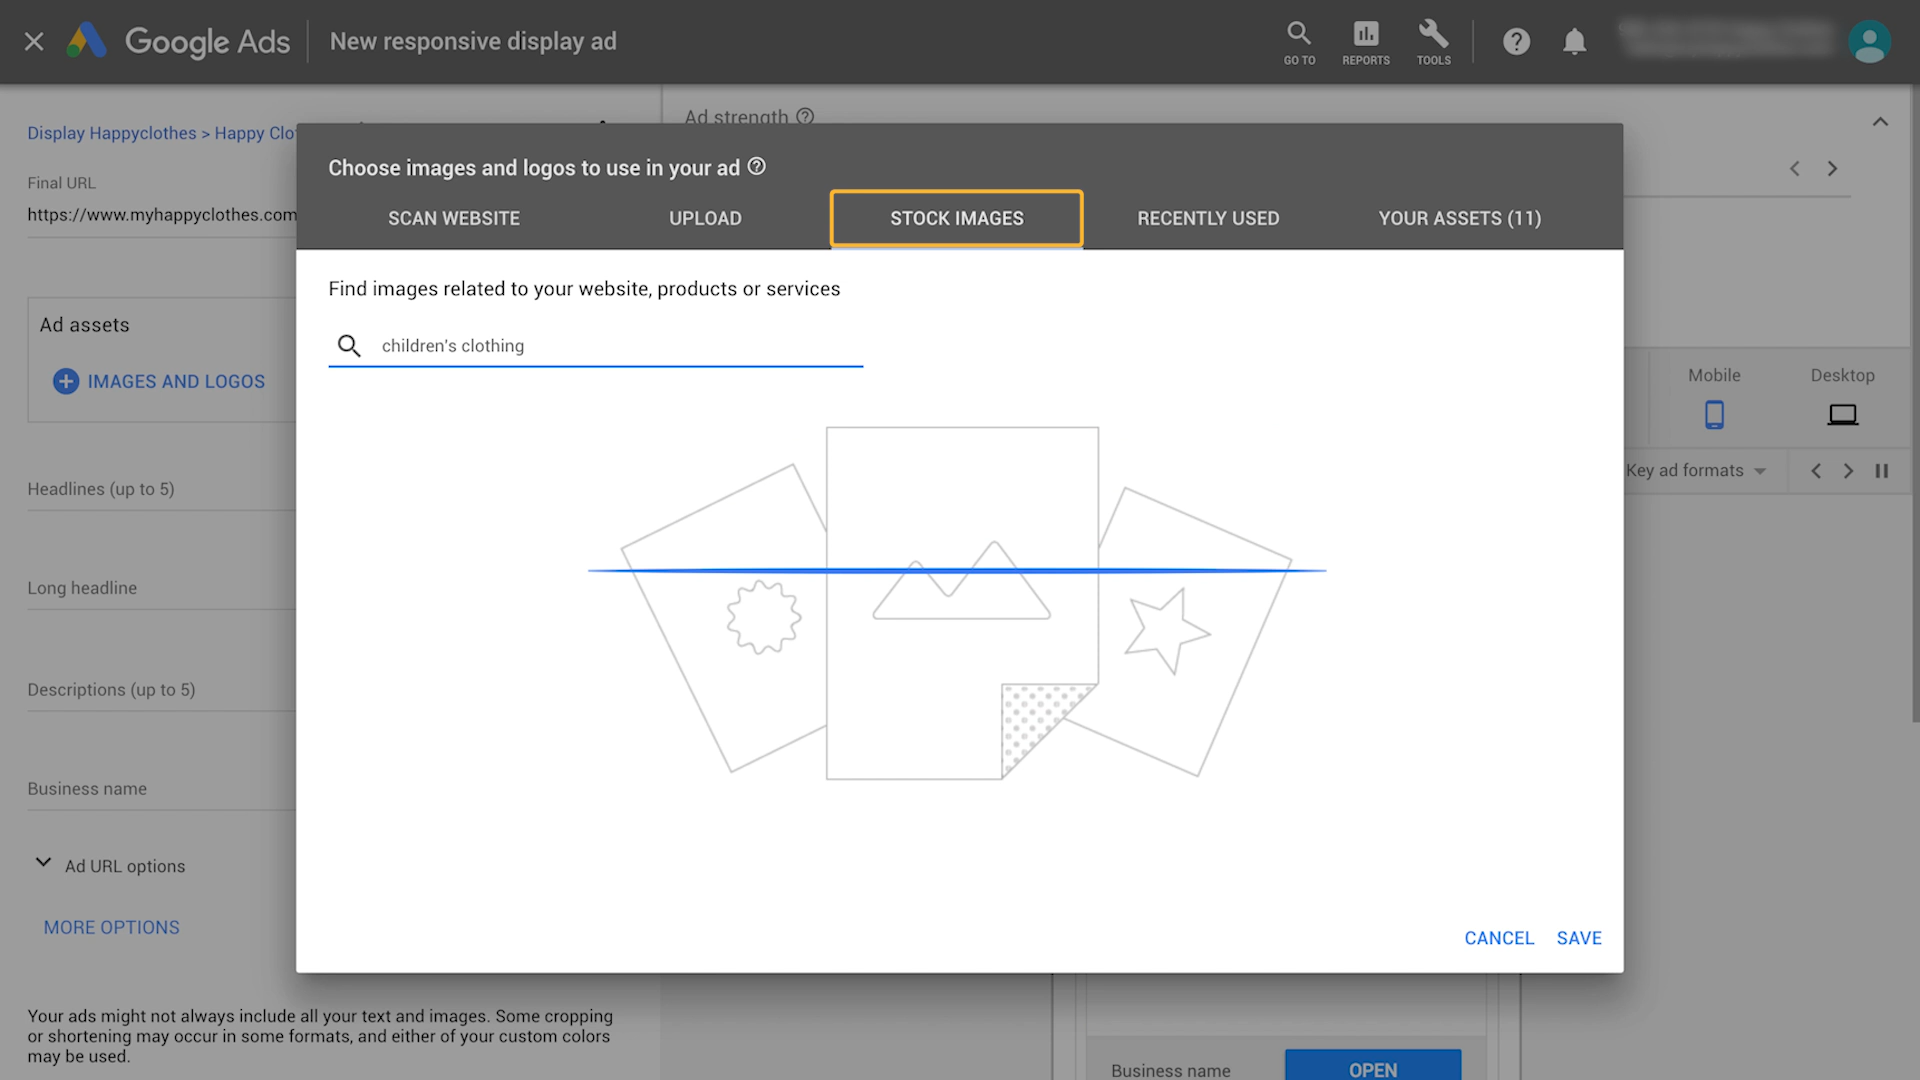 Google Ads
New responsive display ad
GO TO
REPORTS
TOOLS
Display Happyclothes > Happy Clo
Ad strength
Final URL
https://www.myhappyclothes.com
Choose images and logos to use in your ad
SCAN WEBSITE
UPLOAD
STOCK IMAGES
RECENTLY USED
YOUR ASSETS (11)
Find images related to your website, products or services
children's clothing
Ad assets
IMAGES AND LOGOS
Mobile
Desktop
Key ad formats
Headlines (up to 5)
Long headline
Descriptions (up to 5)
Business name
Ad URL options
MORE OPTIONS
CANCEL
SAVE
Your ads might not always include all your text and images. Some cropping
or shortening may occur in some formats, and either of your custom colors
may be used.
Business name
OPEN